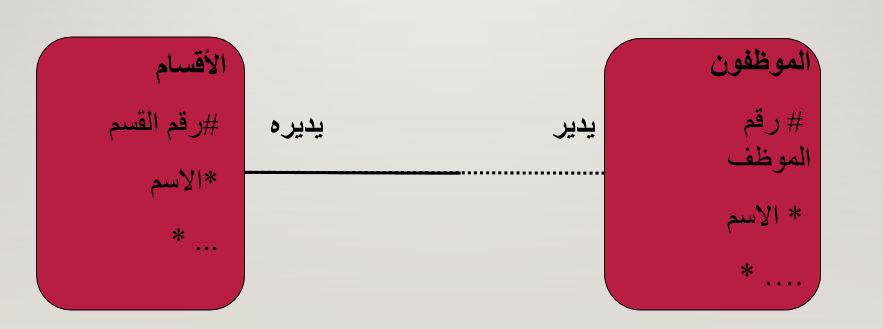 الموظفون
# رقم
الموظف
* الاسم
* ....
يدير
يديره
الأقسام
#رقم القسم
*الاسم
* ...